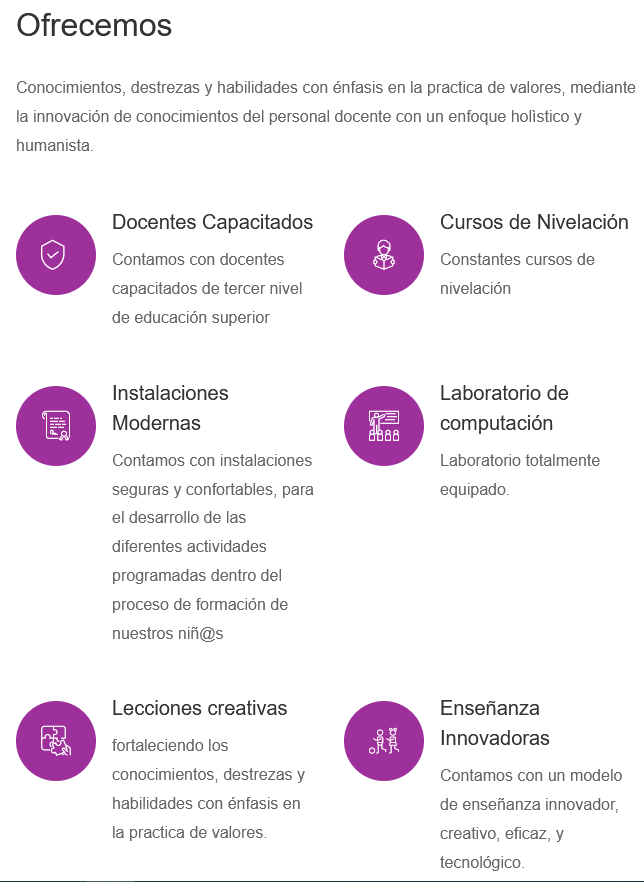 Ofrecemos
Conocimientos, destrezas y habilidades con énfasis en la practica de valores, mediante
la innovación de conocimientos del personal docente con un enfoque holìstico y
humanista.
Docentes Capacitados
Contamos con docentes
capacitados de tercer nivel
de educación superior
Cursos de Nivelación
Constantes cursos de
nivelación
Instalaciones
Modernas
Contamos con instalaciones
seguras y confortables, para
el desarrollo de las
diferentes actividades
programadas dentro del
proceso de formación de
nuestros niñ@s
Laboratorio de
computación
Laboratorio totalmente
equipado.
Lecciones creativas
fortaleciendo los
conocimientos, destrezas y
habilidades con énfasis en
la practica de valores.
Enseñanza
Innovadoras
Contamos con un modelo
de enseñanza innovador,
creativo, eficaz, y
tecnológico.